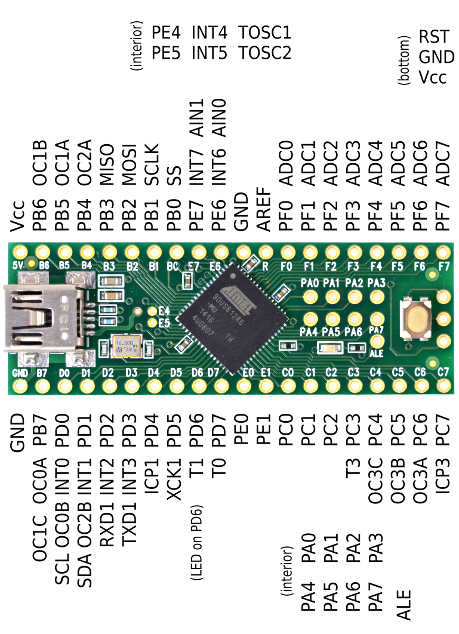 (interior)
PE4 INT4 TOSC1
PE5 INT5 TOSC2
(bottom)
RST
GND
Vcc
Vcc
PB6 OC1B
PB5 OC1A
PB4 OC2A
PB3 MISO
PB2 MOSI
PB1 SCLK
PB0 SS
PE7 INT7 AIN1
PE6 INT6 AIN0
GND
AREF
PF0 ADC0
PF1 ADC1
PF2 ADC2
PF3 ADC3
PF4 ADC4
PF5 ADC5
PF6 ADC6
PF7 ADC7
5V B6 B5 B4 B3 B2 B1 B0 E7 E6 R F0 F1 F2 F3 F4 F5 F6 F7
PA0 PA1 PA2 PA3
E4
E5
ATMEL
PA4 PA5 PA6 PA7
ALE
16.000
GND B7 D0 D1 D2 D3 D4 D5 D6 D7 E0 E1 C0 C1 C2 C3 C4 C5 C6 C7
GND
OC1C OC0A PB7
SCL OC0B INT0 PD0
SDA OC2B INT1 PD1
RXD1 INT2 PD2
TXD1 INT3 PD3
ICP1 PD4
XCK1 PD5
T1 PD6
T0 PD7
PE0
PE1
PC0
PC1
PC2
T3 PC3
OC3C PC4
OC3B PC5
OC3A PC6
ICP3 PC7
(LED on PD6)
(interior)
PA4 PA0
PA5 PA1
PA6 PA2
PA7 PA3
ALE